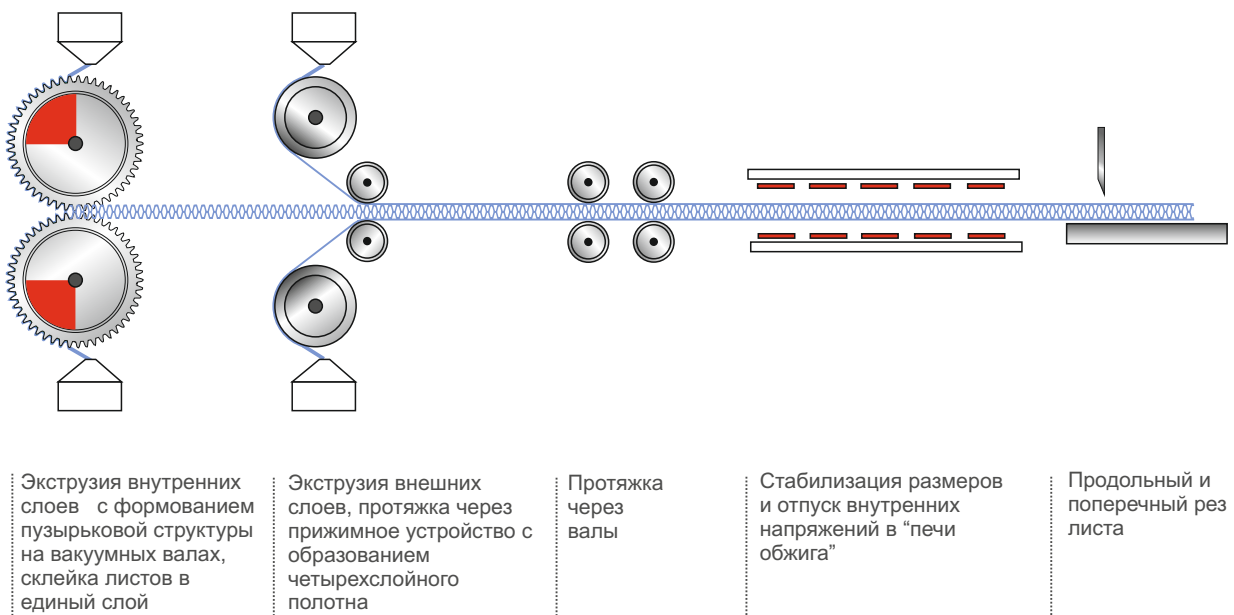 Экструзия внутренних
слоев с формованием
пузырьковой структуры
на вакуумных валах,
склейка листов в
единый слой
Экструзия внешних
слоев, протяжка через
прижимное устройство с
образованием
четырехслойного
полотна
Протяжка
через
валы
Стабилизация размеров
и отпуск внутренних
напряжений в “печи
обжига”
Продольный и
поперечный рез
листа